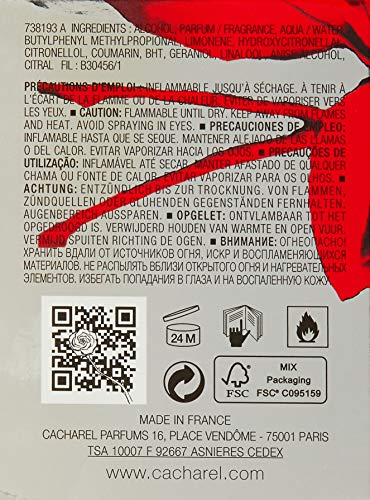 738193 A INGREDIENTS : ALCOHOL, PARFUM / FRAGRANCE, AQUA / WATER,
BUTYLPHENYL METHYLPROPIONAL, LIMONENE, HYDROXYCITRONELLAL,
CITRONELLOL, COUMARIN, BHT, GERANIOL, LINALOOL, ANISE ALCOHOL,
CITRAL FIL : B30456/1
PRÉCAUTIONS D'EMPLOI : INFLAMMABLE JUSQU'À SÉCHAGE. À TENIR À
L'ÉCART DE LA FLAMME OU DE LA CHALEUR. ÉVITER DE VAPORISER VERS
LES YEUX. ■ CAUTION: FLAMMABLE UNTIL DRY. KEEP AWAY FROM FLAMES
AND HEAT. AVOID SPRAYING IN EYES. ■ PRECAUCIONES DE EMPLEO:
INFLAMABLE HASTA QUE SE SEQUE. MANTENER ALEJADO DE LAS LLAMAS
O DEL CALOR. EVITAR VAPORIZAR HACIA LOS OJOS. ■ PRECAUÇÕES DE
UTILIZAÇÃO: INFLAMÁVEL ATÉ SECAR. MANTER AFASTADO DE QUALQUER
CHAMA OU FONTE DE CALOR. EVITAR VAPORIZAR PARA OS OLHOS. ■
ACHTUNG: ENTZÜNDLICH BIS ZUR TROCKNUNG. VON FLAMMEN,
ZÜNDQUELLEN ODER GLÜHENDEN GEGENSTÄNDEN FERNHALTEN.
AUGENBEREICH AUSSPAREN. ■ OPGELET: ONTVLAMBAAR TOT HET
OPGEDROOGD IS. VERWIJDERD HOUDEN VAN WARMTE EN OPEN VUUR.
VERMIJD SPUITEN RICHTING DE OGEN. ■ ВНИМАНИЕ: ОГНЕОПАСНО!
ХРАНИТЬ ВДАЛИ ОТ ИСТОЧНИКОВ ОГНЯ, ИСКР И ВОСПЛАМЕНЯЮЩИХСЯ
МАТЕРИАЛОВ. НЕ РАСПЫЛЯТЬ ВБЛИЗИ ОТКРЫТОГО ОГНЯ И НАГРЕВАТЕЛЬНЫХ
ЭЛЕМЕНТОВ. ИЗБЕГАТЬ ПОПАДАНИЯ В ГЛАЗА И НА ВОСПАЛЕННУЮ КОЖУ
24 M
FSC
MIX
Packaging
FSC® C095159
MADE IN FRANCE
CACHAREL PARFUMS 16, PLACE VENDÔME - 75001 PARIS
TSA 10007 F 92667 ASNIERES CEDEX
www.cacharel.com